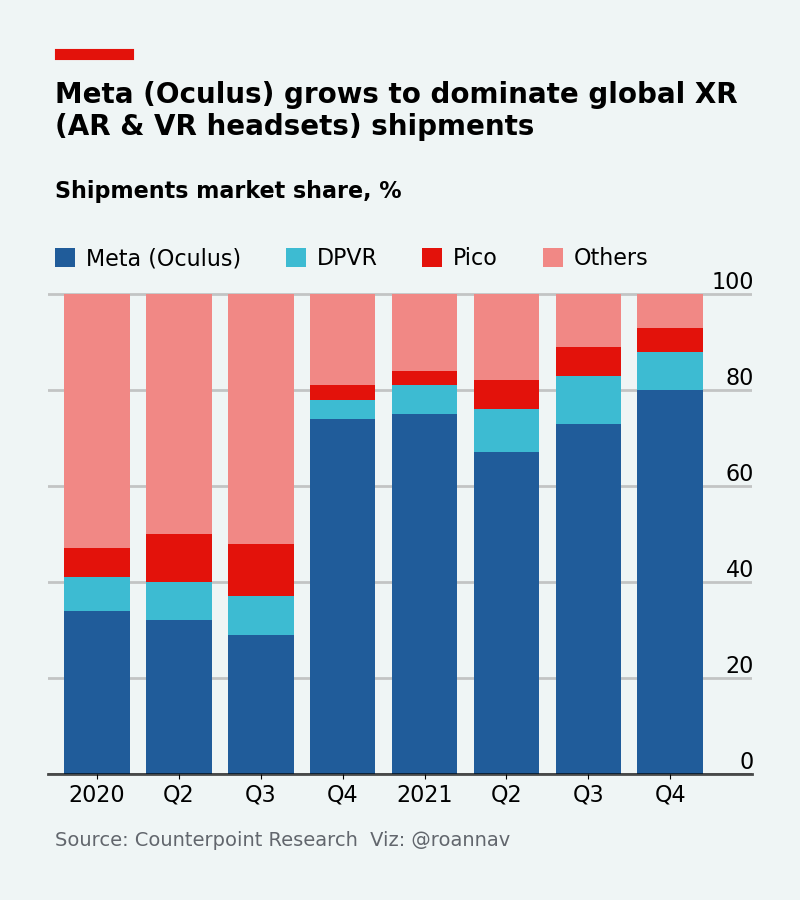 Meta (Oculus) grows to dominate global XR
(AR & VR headsets) shipments
Shipments market share, %
Meta (Oculus) DPVR Pico Others
100
80
60
40
20
0
2020 Q2 Q3 Q4 2021 Q2 Q3 Q4
Source: Counterpoint Research  Viz: @roannav